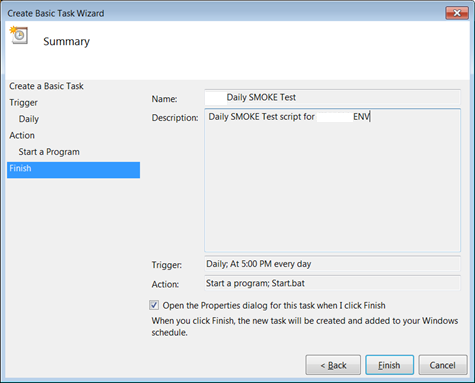 Create Basic Task Wizard
Summary
Create a Basic Task
Trigger
Daily
Action
Start a Program
Finish
Name: Daily SMOKE Test
Description: Daily SMOKE Test script for ENV
Trigger: Daily; At 5:00 PM every day
Action: Start a program; Start.bat
Open the Properties dialog for this task when I click Finish
When you click Finish, the new task will be created and added to your Windows
schedule.
< Back Finish Cancel